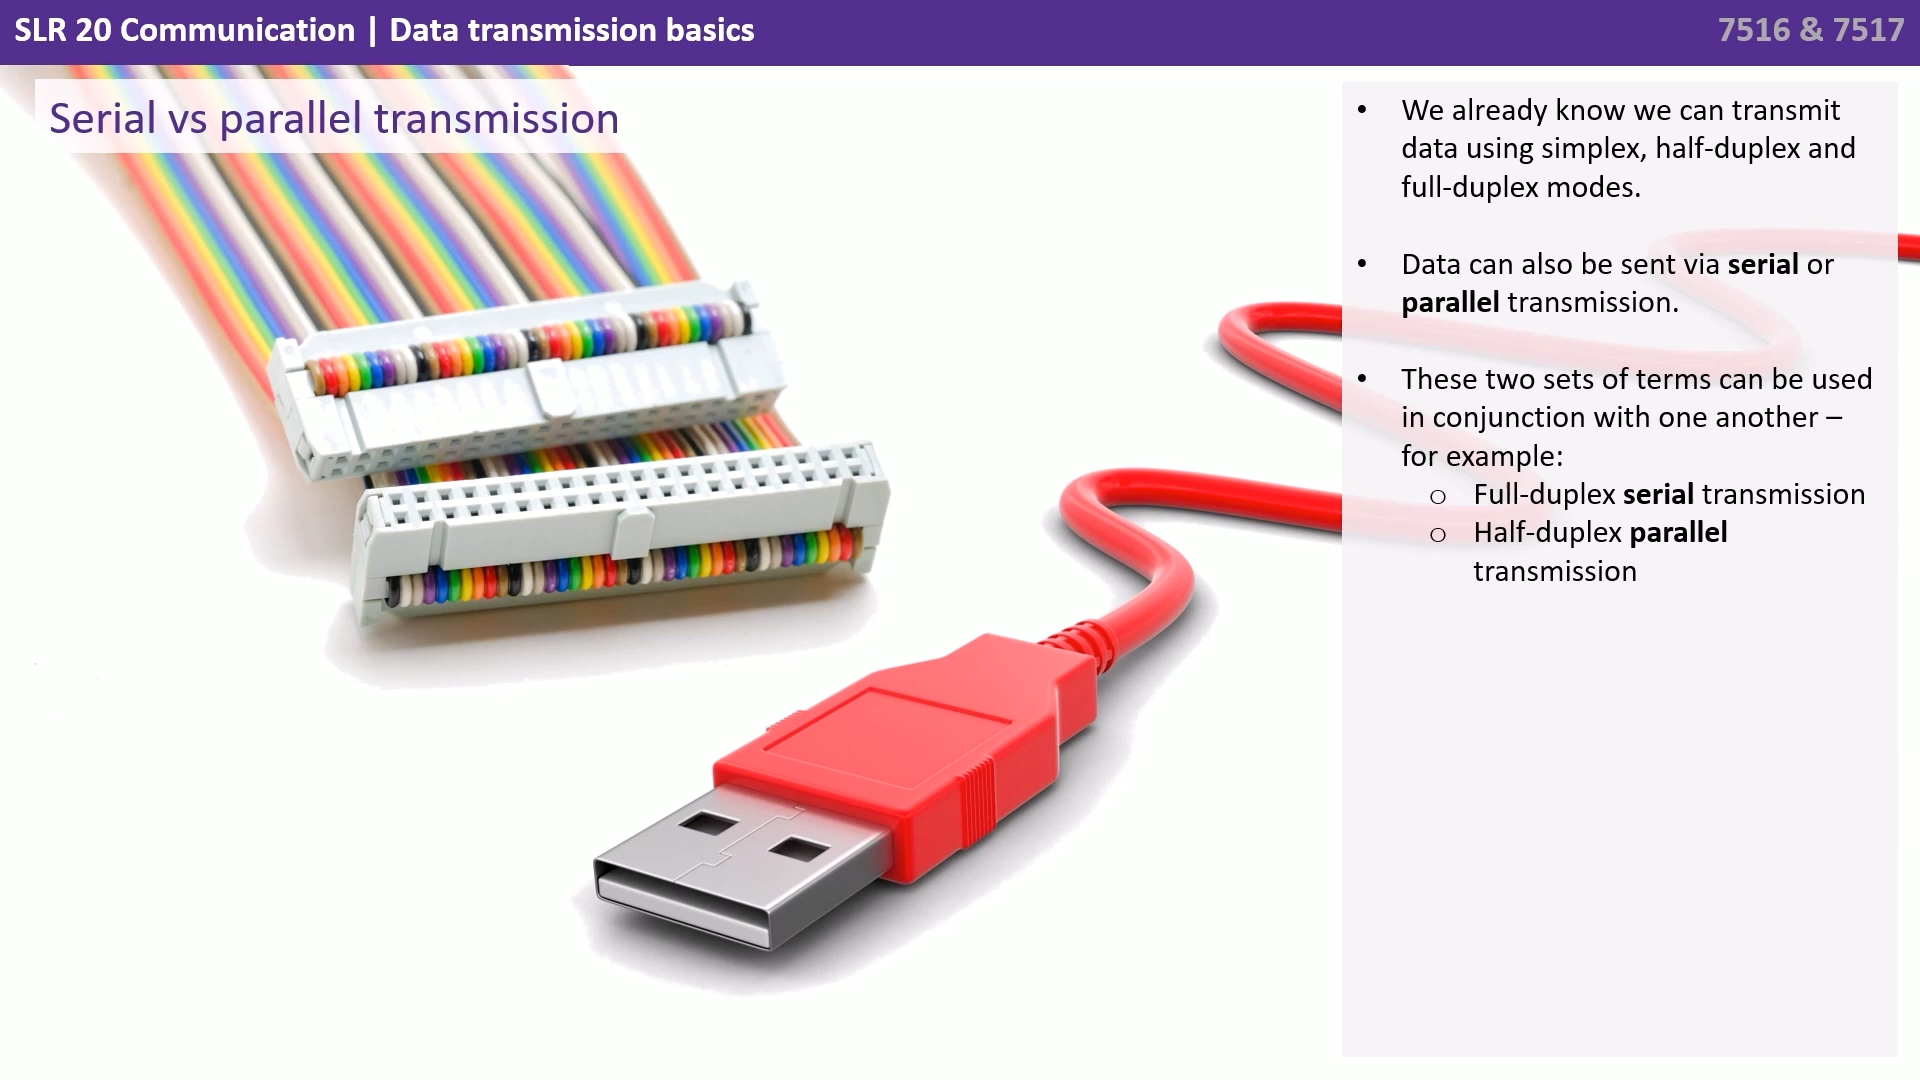 SLR 20 Communication | Data transmission basics
7516 & 7517
Serial vs parallel transmission
• We already know we can transmit
data using simplex, half-duplex and
full-duplex modes.
• Data can also be sent via serial or
parallel transmission.
• These two sets of terms can be used
in conjunction with one another –
for example:
o Full-duplex serial transmission
o Half-duplex parallel
transmission